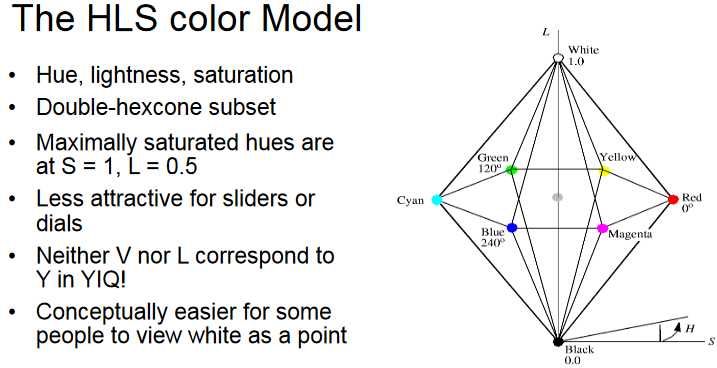 The HLS color Model
• Hue, lightness, saturation
• Double-hexcone subset
• Maximally saturated hues are
at S = 1, L = 0.5
• Less attractive for sliders or
dials
• Neither V nor L correspond to
Y in YIQ!
• Conceptually easier for some
people to view white as a point
L
White
1.0
Green
120°
Yellow
Cyan
Red
0°
Blue
240°
Magenta
H
S
Black
0.0